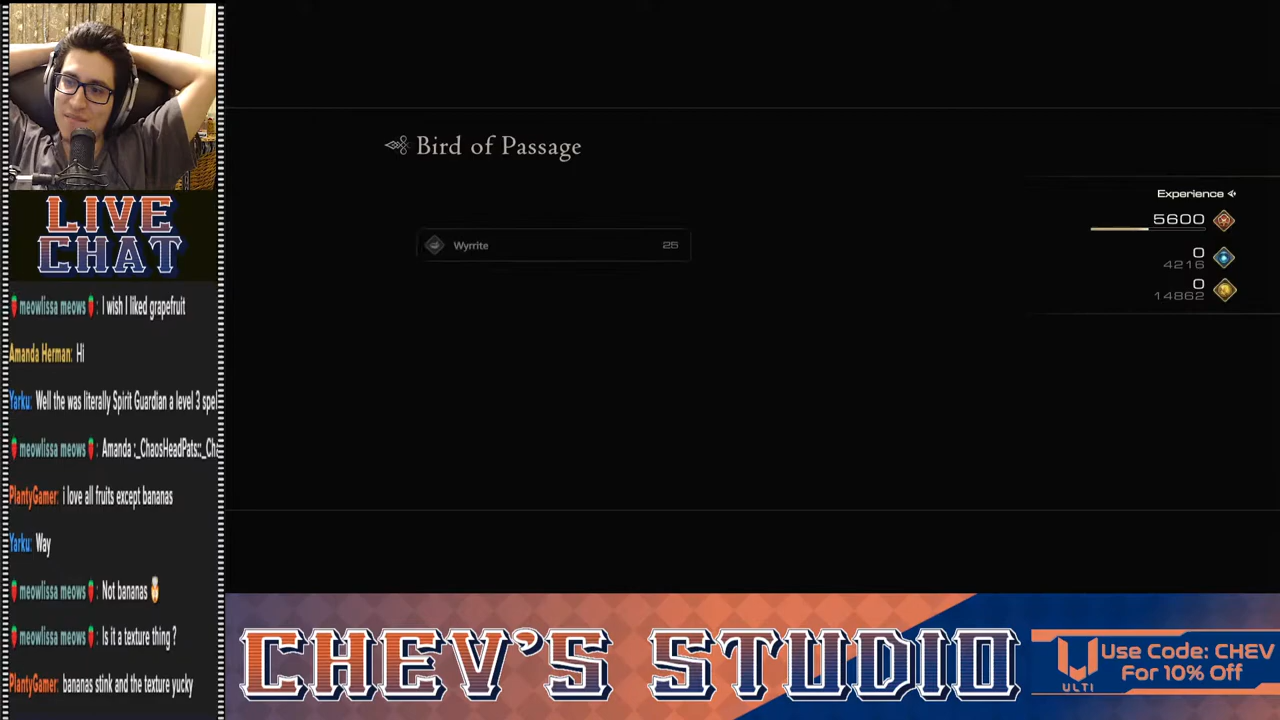 LIVE
CHAT
meowlissa meows: I wish I liked grapefruit
Amanda Herman: Hi
Yarku: Well the was literally Spirit Guardian a level 3 spel
meowlissa meows: Amanda :_ChaosHeadPats::_Cha
PlantyGamer: i love all fruits except bananas
Yarku: Way
meowlissa meows: Not bananas
meowlissa meows: Is it a texture thing ?
PlantyGamer: bananas stink and the texture yucky
Bird of Passage
Wyrrite 25
Experience
5600
0
4216
0
14862
CHEV'S STUDIO
ULTI
Use Code: CHEV
For 10% Off